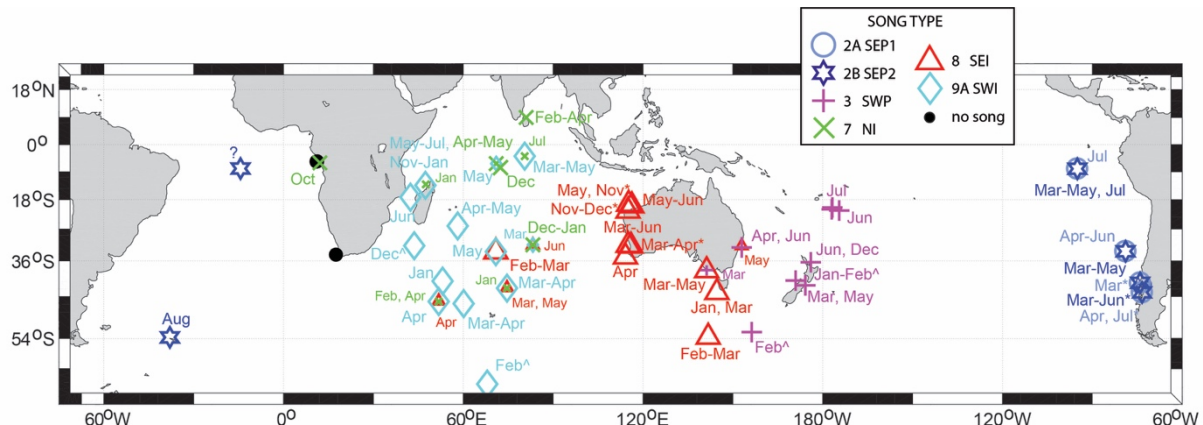 SONG TYPE
2A SEP1
2B SEP2
3 SWP
7 NI
8 SEI
9A SWI
no song
18°N
0°
18°S
36°S
54°S
60°W
0°
60°E
120°E
180°W
120°W
60°W
?
Aug
Oct
May-Jul,
Nov-Jan
Jan
Jun
Dec^
Apr-May
May
Dec
Jul
Mar-May
Feb-Apr
Apr-May
May
Feb-Mar
Mar
Dec-Jan
Jun
Jan
Feb, Apr
Apr
Apr
Mar-Apr
Jan
Mar-Apr
Mar, May
Feb^
May, Nov*
Nov-Dec*
May-Jun
Mar-Jun
Mar-Apr*
Apr
Mar-May
Mar
Jan, Mar
Feb-Mar
Apr, Jun
May
Jul*
Jun
Jun, Dec
Jan-Feb^
Mar, May
Feb^
Jul
Mar-May, Jul
Apr-Jun
Mar-May
Mar*
Mar-Jun*
Apr, Jul